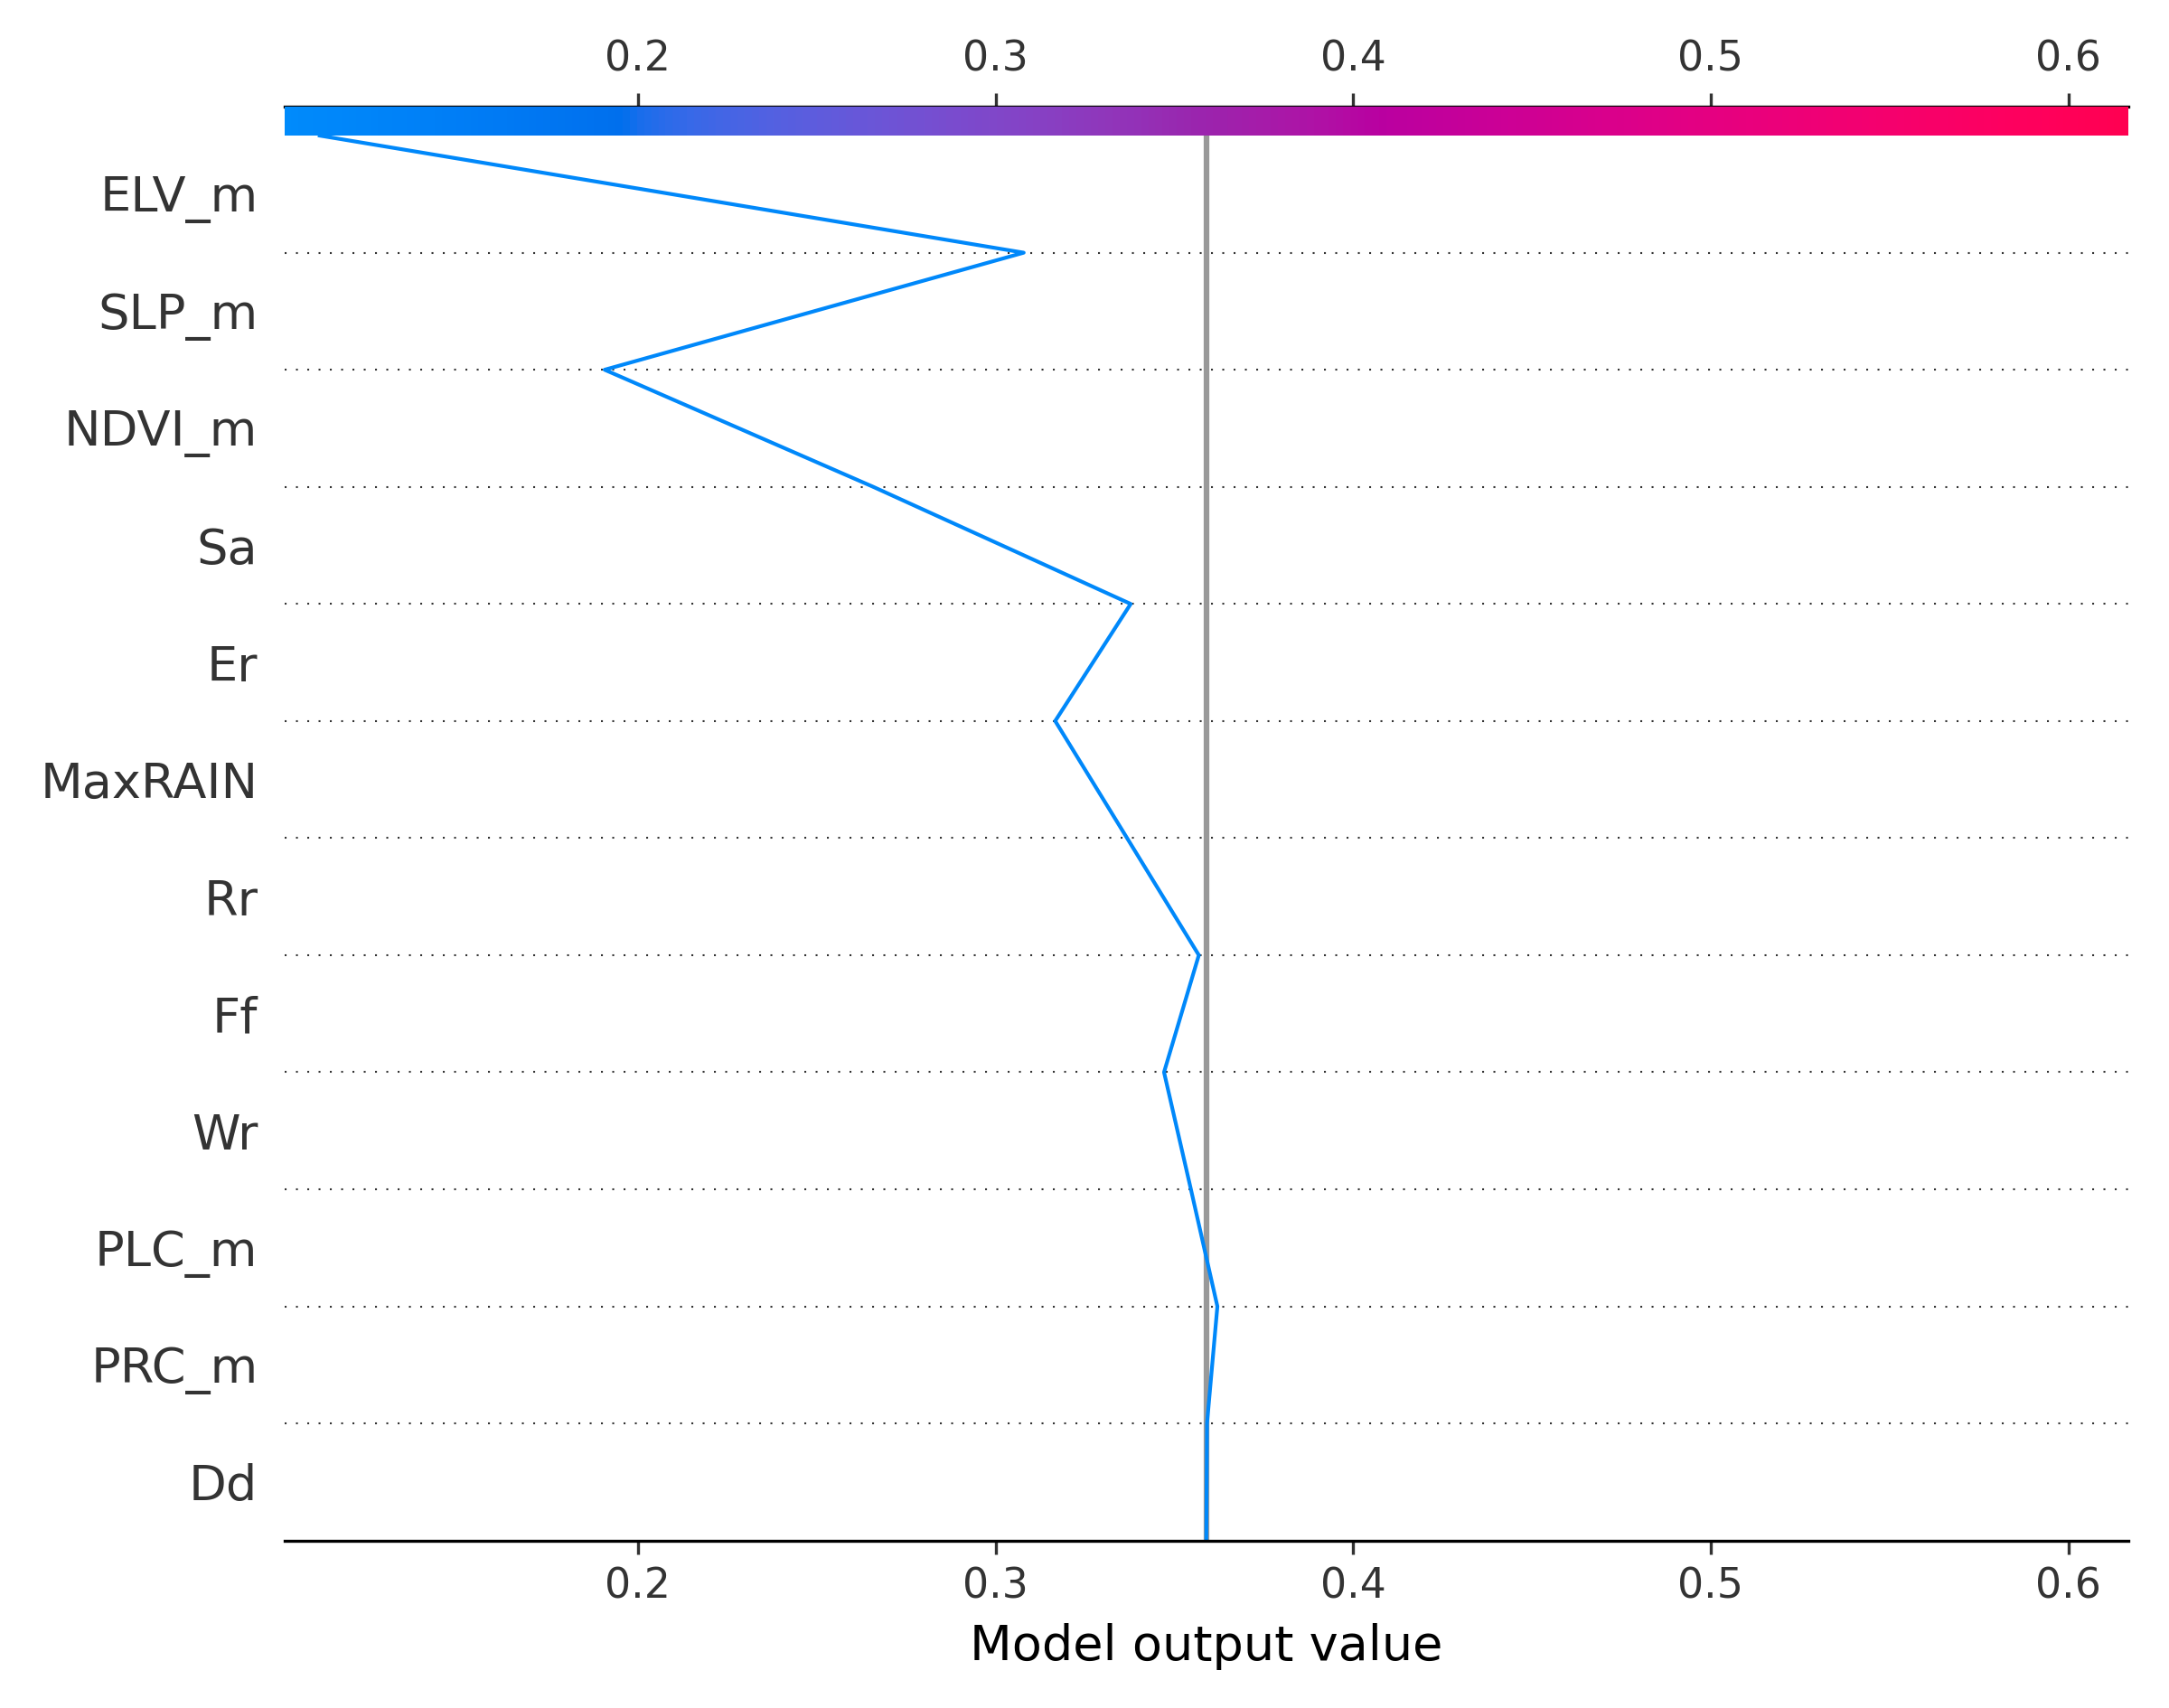 0.2 0.3 0.4 0.5 0.6
ELV_m
SLP_m
NDVI_m
Sa
Er
MaxRAIN
Rr
Ff
Wr
PLC_m
PRC_m
Dd
0.2 0.3 0.4 0.5 0.6
Model output value